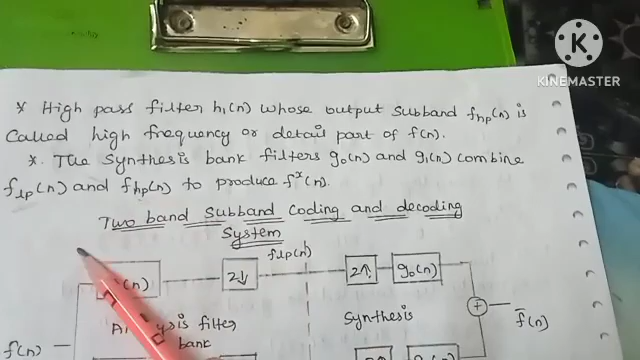 KINEMASTER
* High pass filter h₁(n) whose output subband fhp(n) is
called high frequency or detail part of f(n).
*. The synthesis bank filters g₀(n) and g₁(n) combine
flp(n) and fhp(n) to produce fˣ(n).
Two band subband coding and decoding
System
flp(n)
(n) 2↓ 2↑ g₀(n)
Synthesis
filter
f(n) bank + f̄(n)